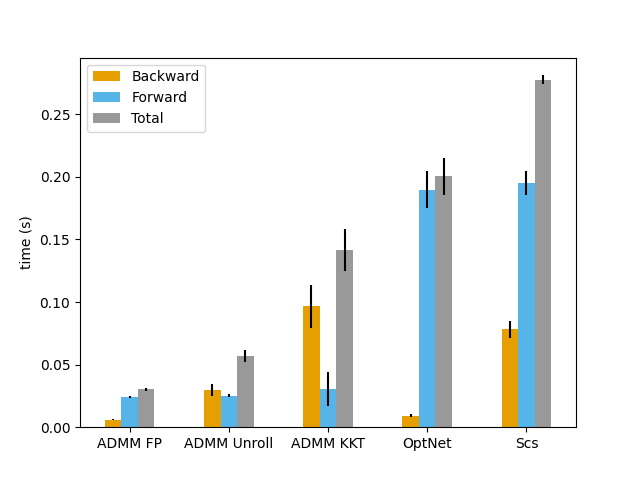 Backward
Forward
Total
time (s)
0.25
0.20
0.15
0.10
0.05
0.00
ADMM FP
ADMM Unroll
ADMM KKT
OptNet
Scs